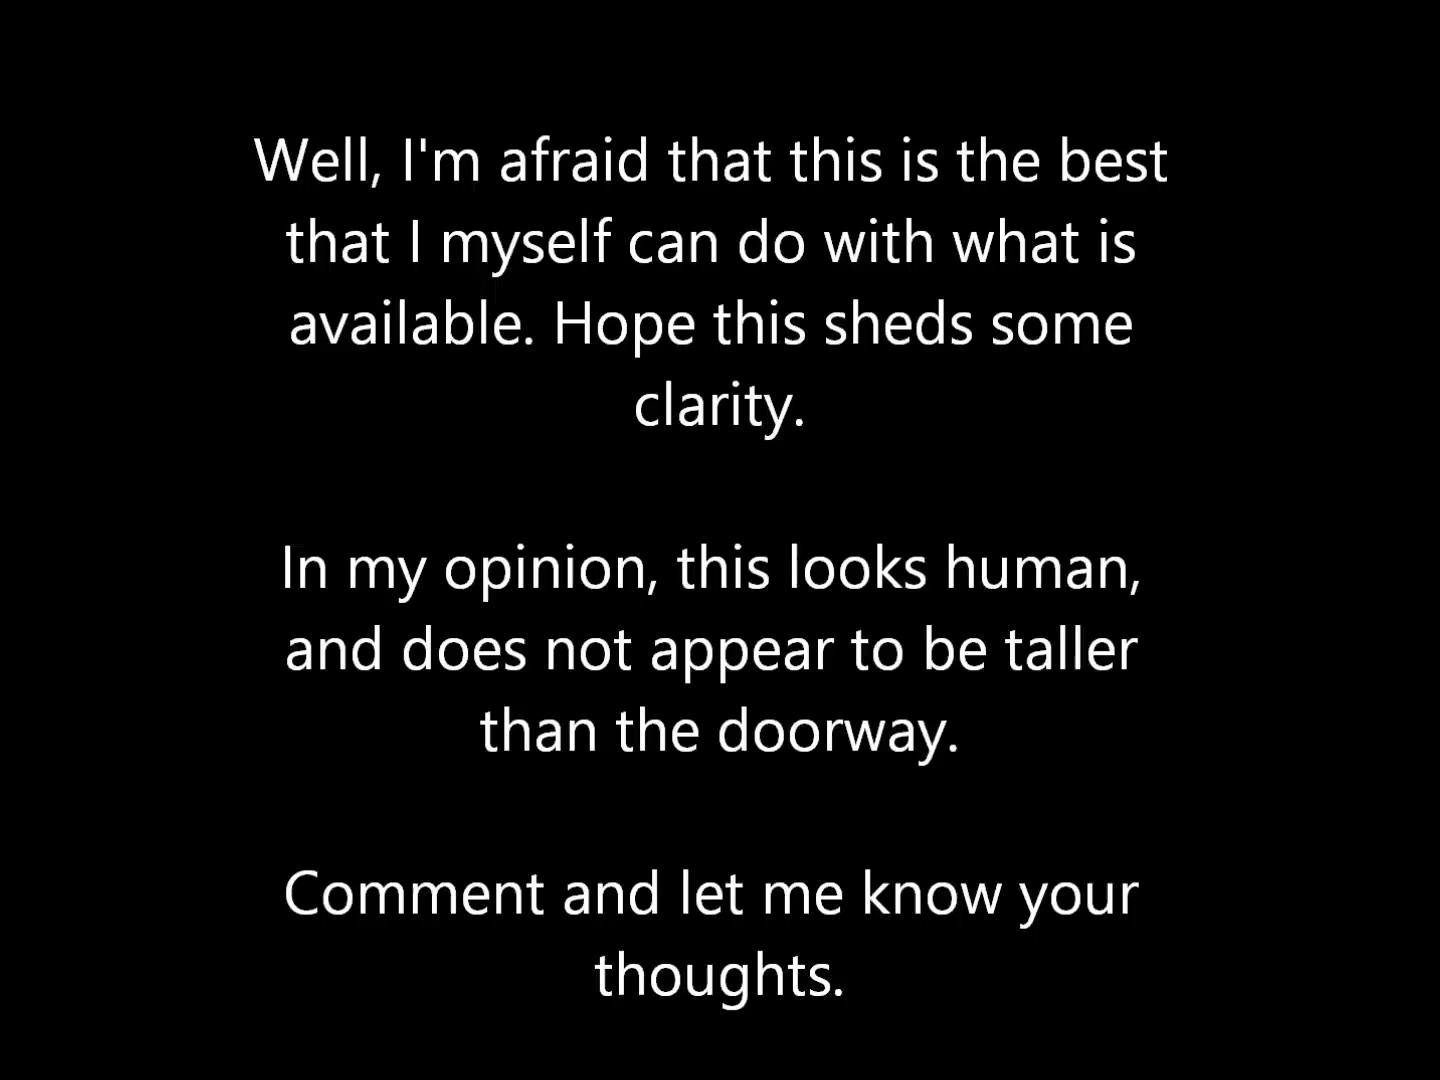 Well, I'm afraid that this is the best
that I myself can do with what is
available. Hope this sheds some
clarity.
In my opinion, this looks human,
and does not appear to be taller
than the doorway.
Comment and let me know your
thoughts.